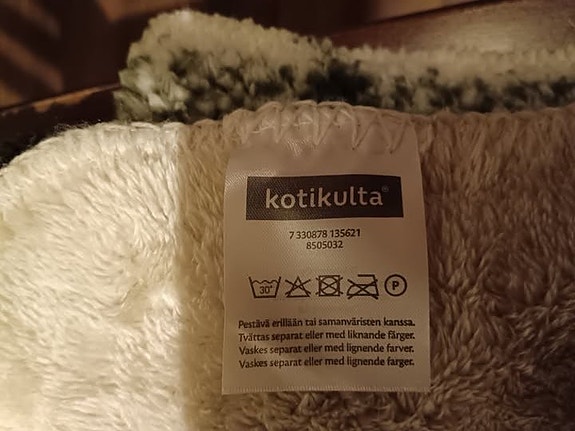 kotikulta®
7 330878 135621
8505032
30°
P
Pestävä erillään tai samanväristen kanssa.
Tvättas separat eller med liknande färger.
Vaskes separat eller med lignende farver.
Vaskes separat eller med lignende farger.